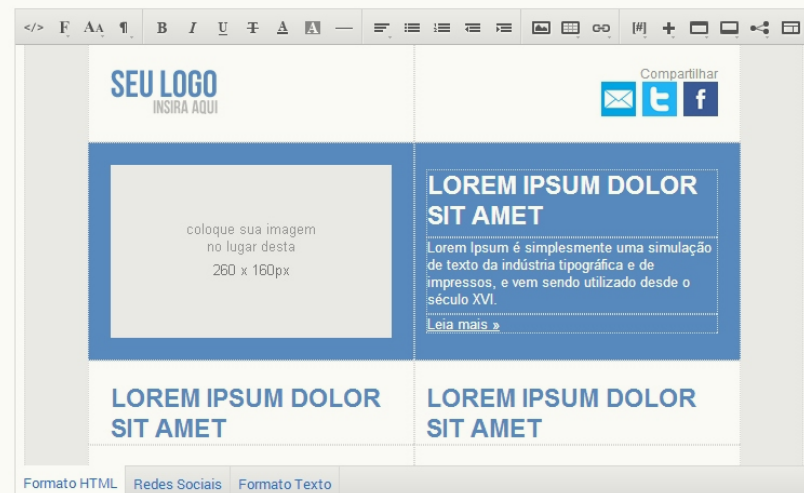 </> F AA ¶ B I U T A A
[#]
SEU LOGO
INSIRA AQUI
Compartilhar
t f
coloque sua imagem
no lugar desta
260 x 160px
LOREM IPSUM DOLOR
SIT AMET
Lorem Ipsum é simplesmente uma simulação
de texto da indústria tipográfica e de
impressos, e vem sendo utilizado desde o
século XVI.
Leia mais »
LOREM IPSUM DOLOR
SIT AMET
LOREM IPSUM DOLOR
SIT AMET
Formato HTML Redes Sociais Formato Texto